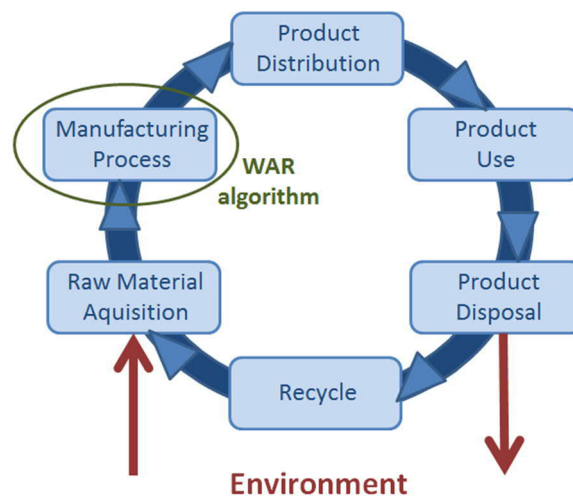 Product
Distribution
Manufacturing
Process
WAR
algorithm
Product
Use
Raw Material
Aquisition
Product
Disposal
Recycle
Environment